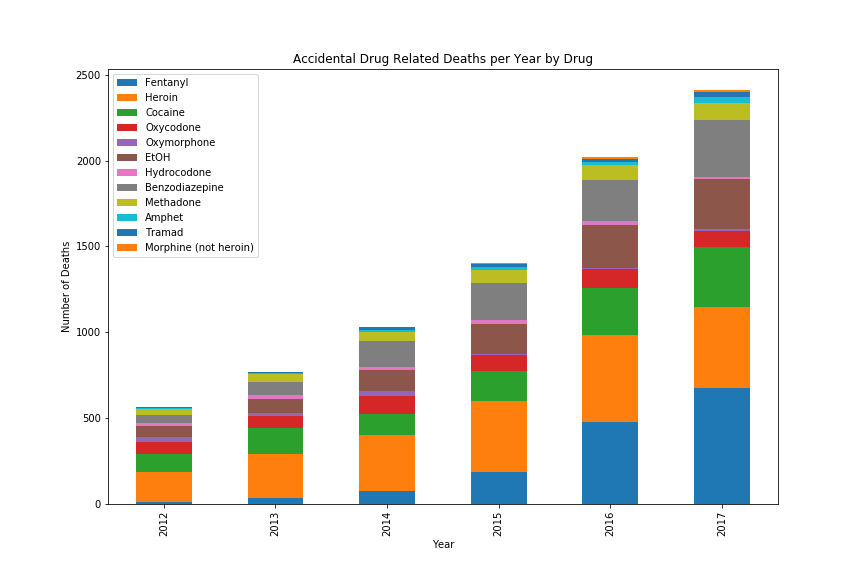 Accidental Drug Related Deaths per Year by Drug
2500
2000
1500
1000
500
0
Number of Deaths
Fentanyl
Heroin
Cocaine
Oxycodone
Oxymorphone
EtOH
Hydrocodone
Benzodiazepine
Methadone
Amphet
Tramad
Morphine (not heroin)
2012
2013
2014
2015
2016
2017
Year